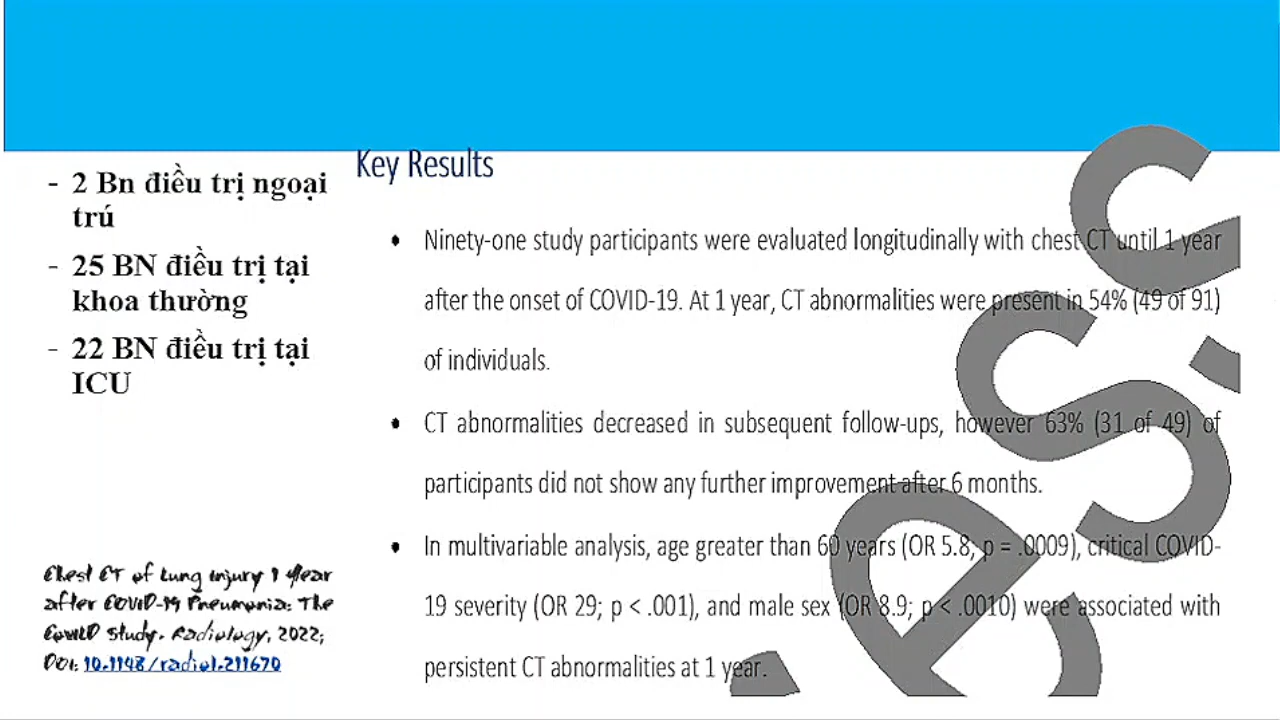 - 2 Bn điều trị ngoại
trú
- 25 BN điều trị tại
khoa thường
- 22 BN điều trị tại
ICU
Chest CT of Lung Injury 1 Year
after COVID-19 Pneumonia: The
CovILD Study. Radiology, 2022;
DOI: 10.1148/radiol.211670
Key Results
• Ninety-one study participants were evaluated longitudinally with chest CT until 1 year
after the onset of COVID-19. At 1 year, CT abnormalities were present in 54% (49 of 91)
of individuals.
• CT abnormalities decreased in subsequent follow-ups, however 63% (31 of 49) of
participants did not show any further improvement after 6 months.
• In multivariable analysis, age greater than 60 years (OR 5.8; p = .0009), critical COVID-
19 severity (OR 29; p < .001), and male sex (OR 8.9; p < .0010) were associated with
persistent CT abnormalities at 1 year.